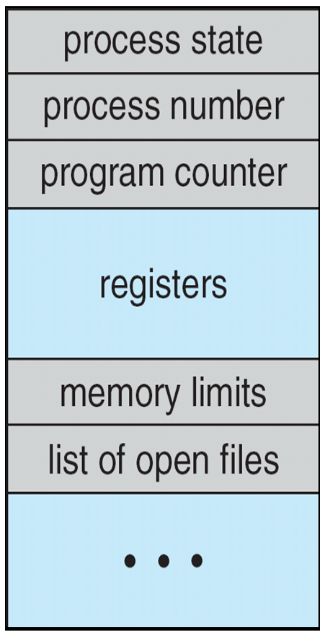 process state
process number
program counter
registers
memory limits
list of open files
• • •